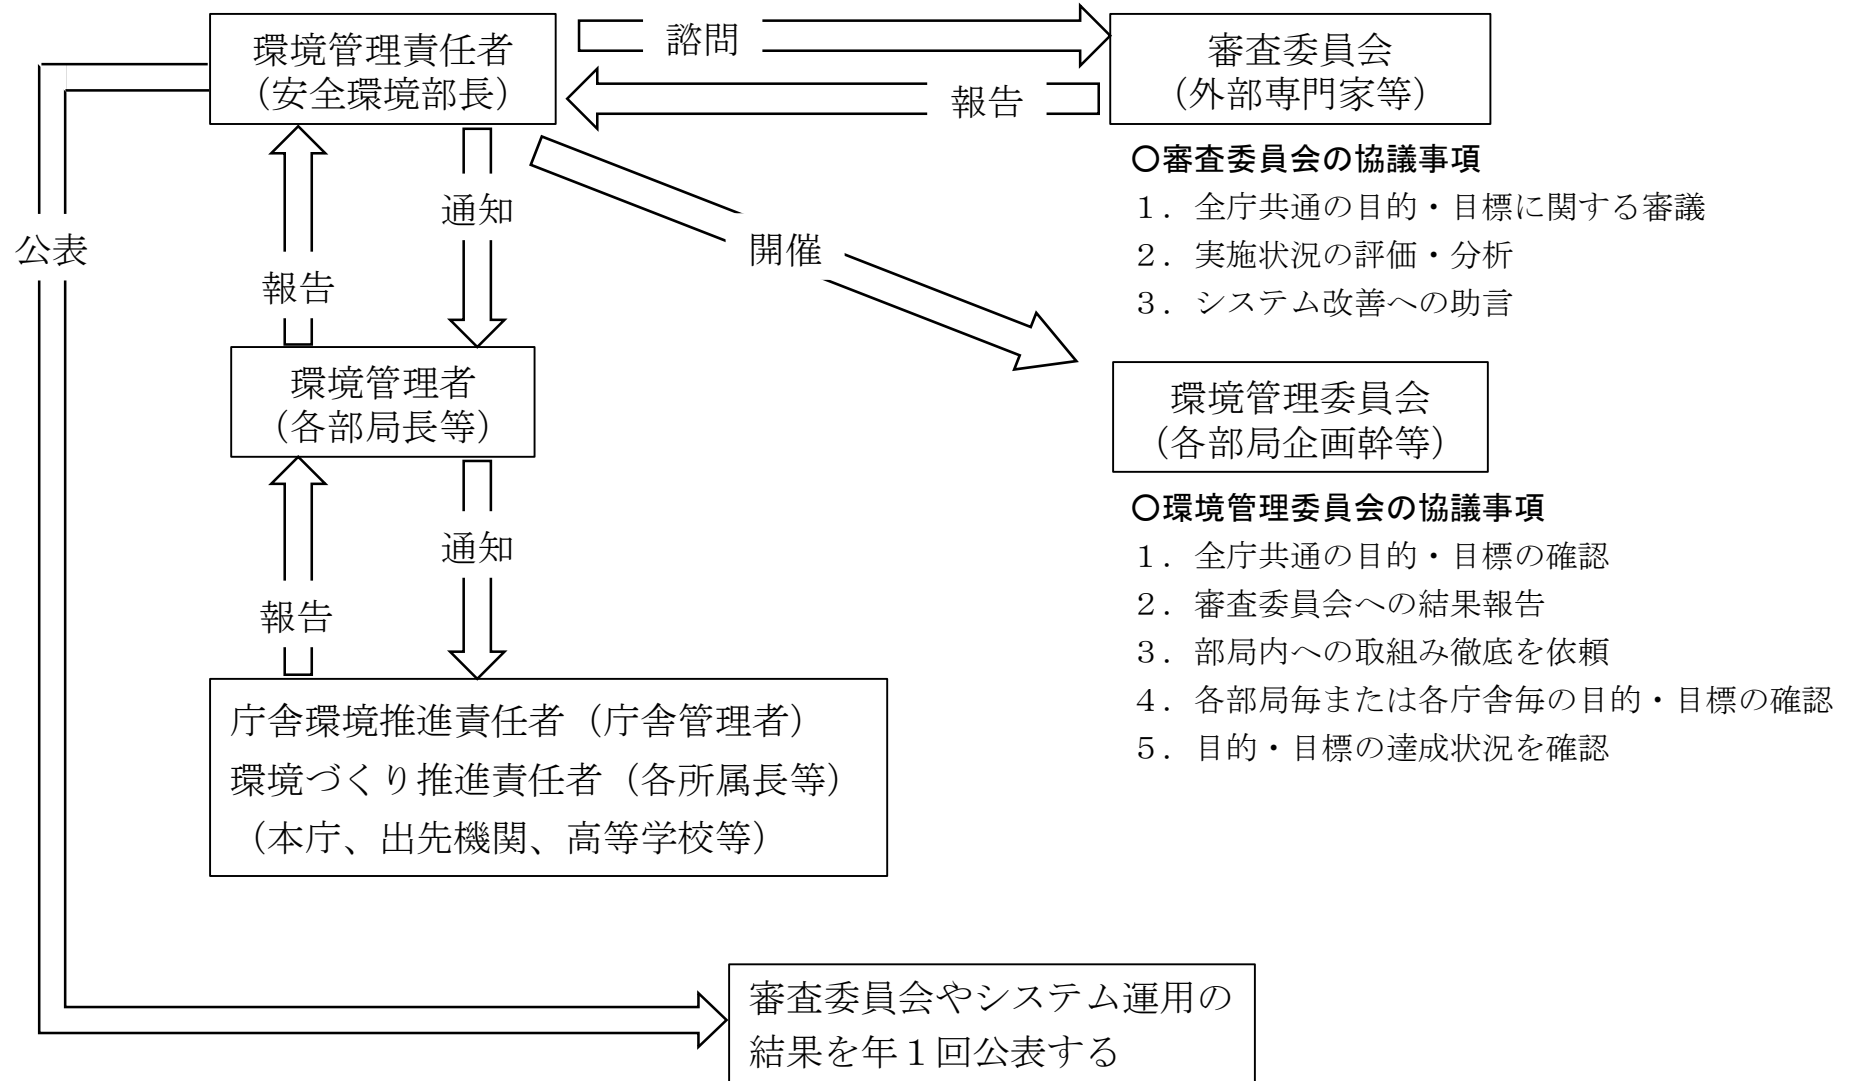 環境管理責任者
（安全環境部長）
諮問
報告
審査委員会
（外部専門家等）
〇審査委員会の協議事項
１．全庁共通の目的・目標に関する審議
２．実施状況の評価・分析
３．システム改善への助言
通知
公表
開催
報告
環境管理者
（各部局長等）
環境管理委員会
（各部局企画幹等）
〇環境管理委員会の協議事項
１．全庁共通の目的・目標の確認
２．審査委員会への結果報告
３．部局内への取組み徹底を依頼
４．各部局毎または各庁舎毎の目的・目標の確認
５．目的・目標の達成状況を確認
通知
報告
庁舎環境推進責任者（庁舎管理者）
環境づくり推進責任者（各所属長等）
（本庁、出先機関、高等学校等）
審査委員会やシステム運用の
結果を年１回公表する